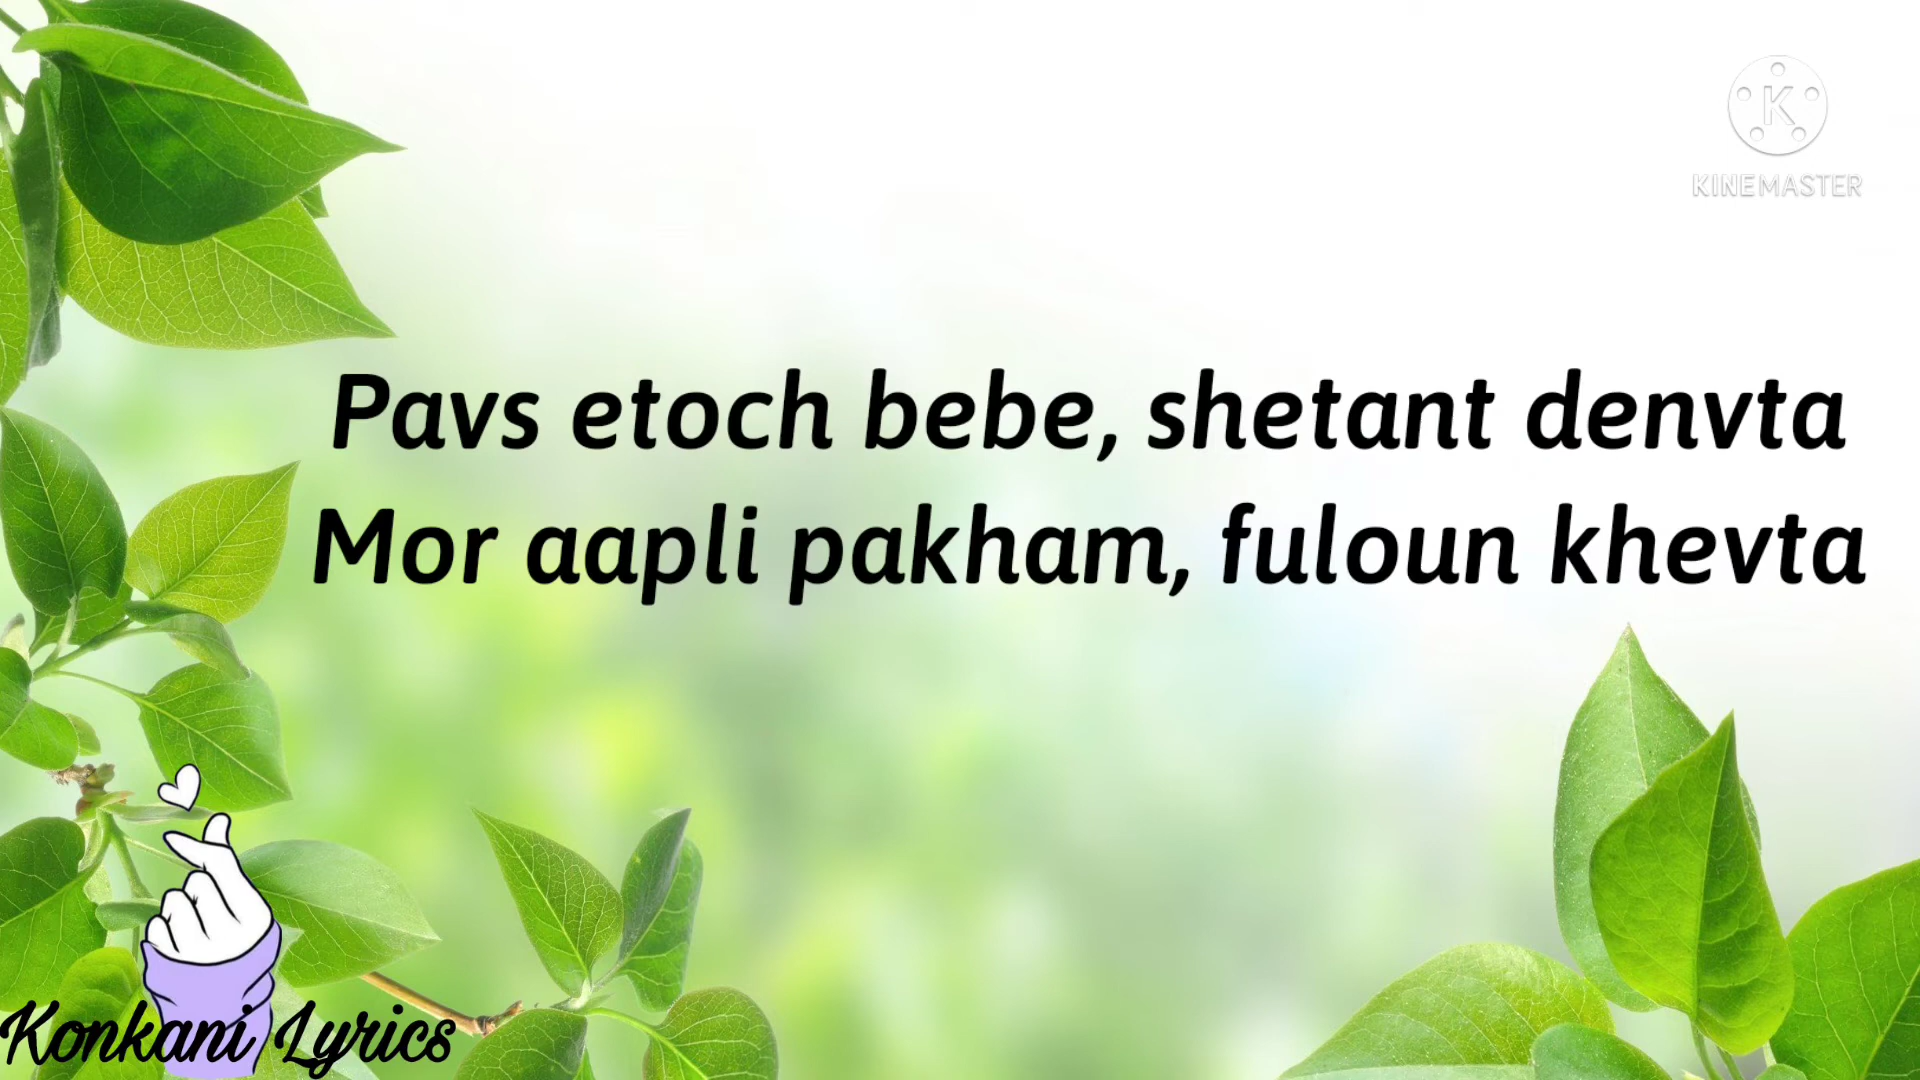 KINEMASTER
Pavs etoch bebe, shetant denvta
Mor aapli pakham, fuloun khevta
Konkani Lyrics